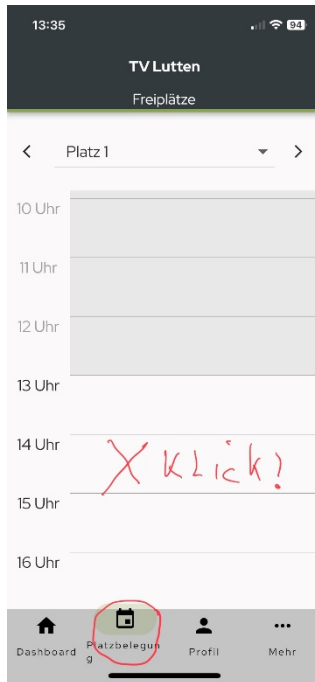 13:35
94
TV Lutten
Freiplätze
Platz 1
10 Uhr
11 Uhr
12 Uhr
13 Uhr
14 Uhr
X Klick!
15 Uhr
16 Uhr
Dashboard
Platzbelegun
g
Profil
Mehr